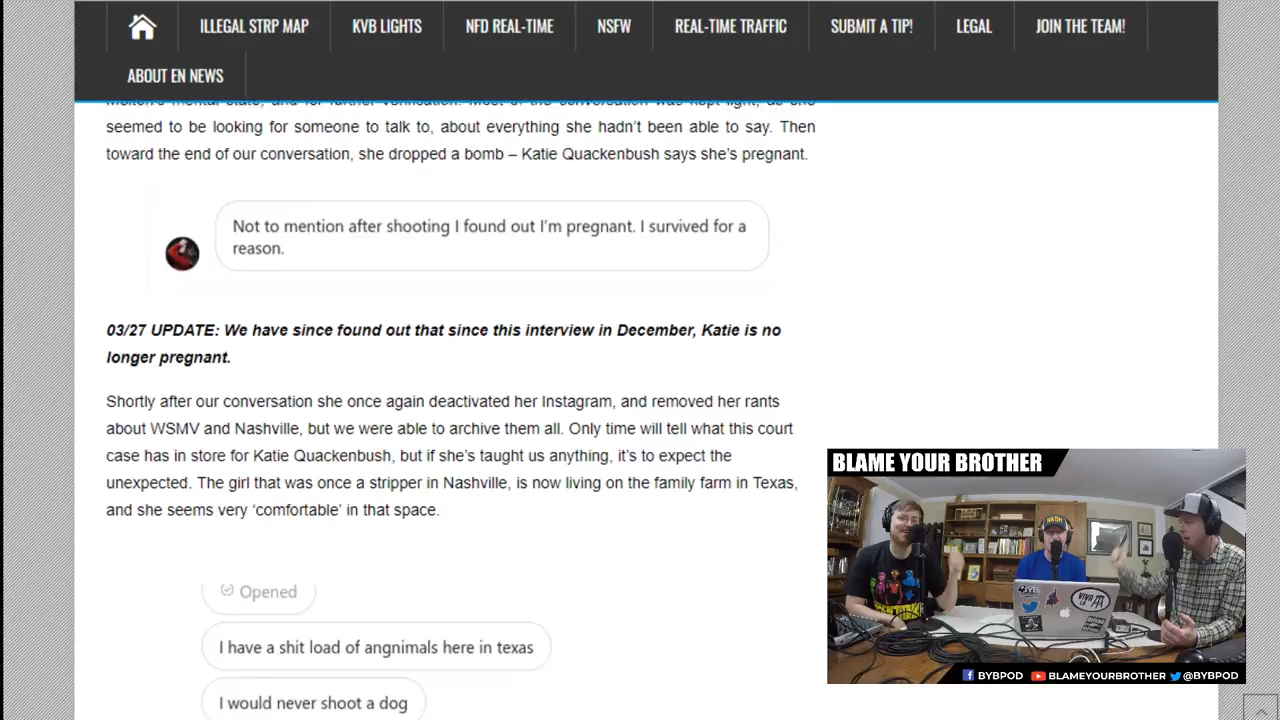 ILLEGAL STRP MAP
KVB LIGHTS
NFD REAL-TIME
NSFW
REAL-TIME TRAFFIC
SUBMIT A TIP!
LEGAL
JOIN THE TEAM!
ABOUT EN NEWS
seemed to be looking for someone to talk to, about everything she hadn't been able to say. Then
toward the end of our conversation, she dropped a bomb – Katie Quackenbush says she's pregnant.
Not to mention after shooting I found out I'm pregnant. I survived for a
reason.
03/27 UPDATE: We have since found out that since this interview in December, Katie is no
longer pregnant.
Shortly after our conversation she once again deactivated her Instagram, and removed her rants
about WSMV and Nashville, but we were able to archive them all. Only time will tell what this court
case has in store for Katie Quackenbush, but if she's taught us anything, it's to expect the
unexpected. The girl that was once a stripper in Nashville, is now living on the family farm in Texas,
and she seems very 'comfortable' in that space.
Opened
I have a shit load of angnimals here in texas
I would never shoot a dog
BLAME YOUR BROTHER
NASH
BYBPOD
BLAMEYOURBROTHER
@BYBPOD